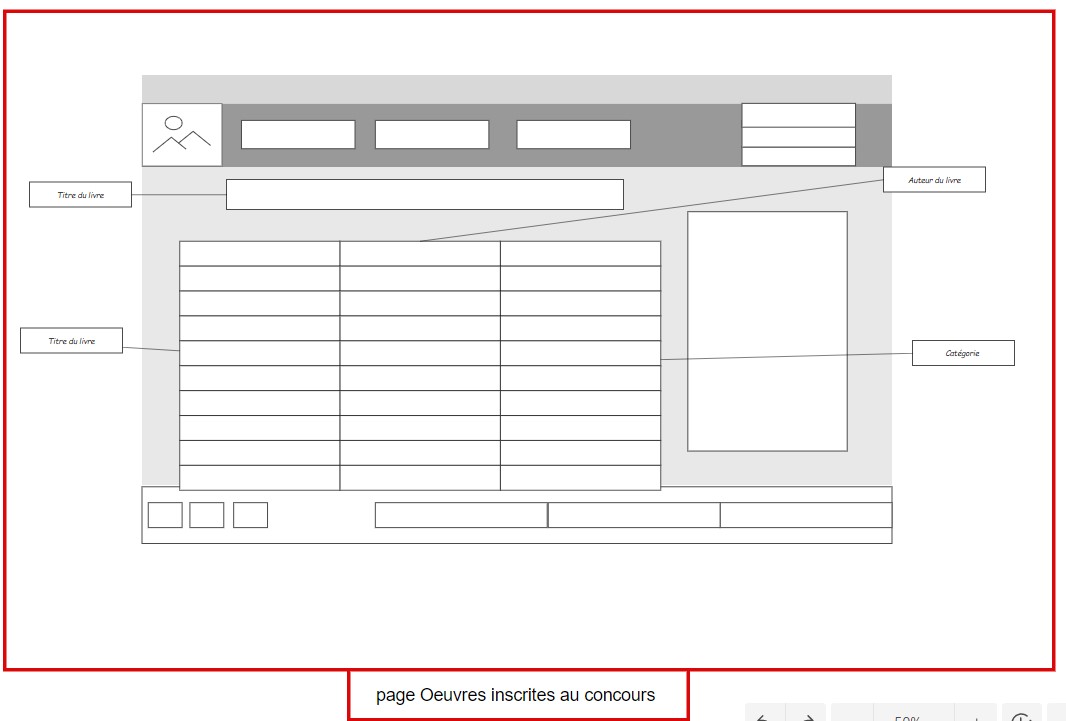 Titre du livre
Auteur du livre
Titre du livre
Catégorie
page Oeuvres inscrites au concours
50%